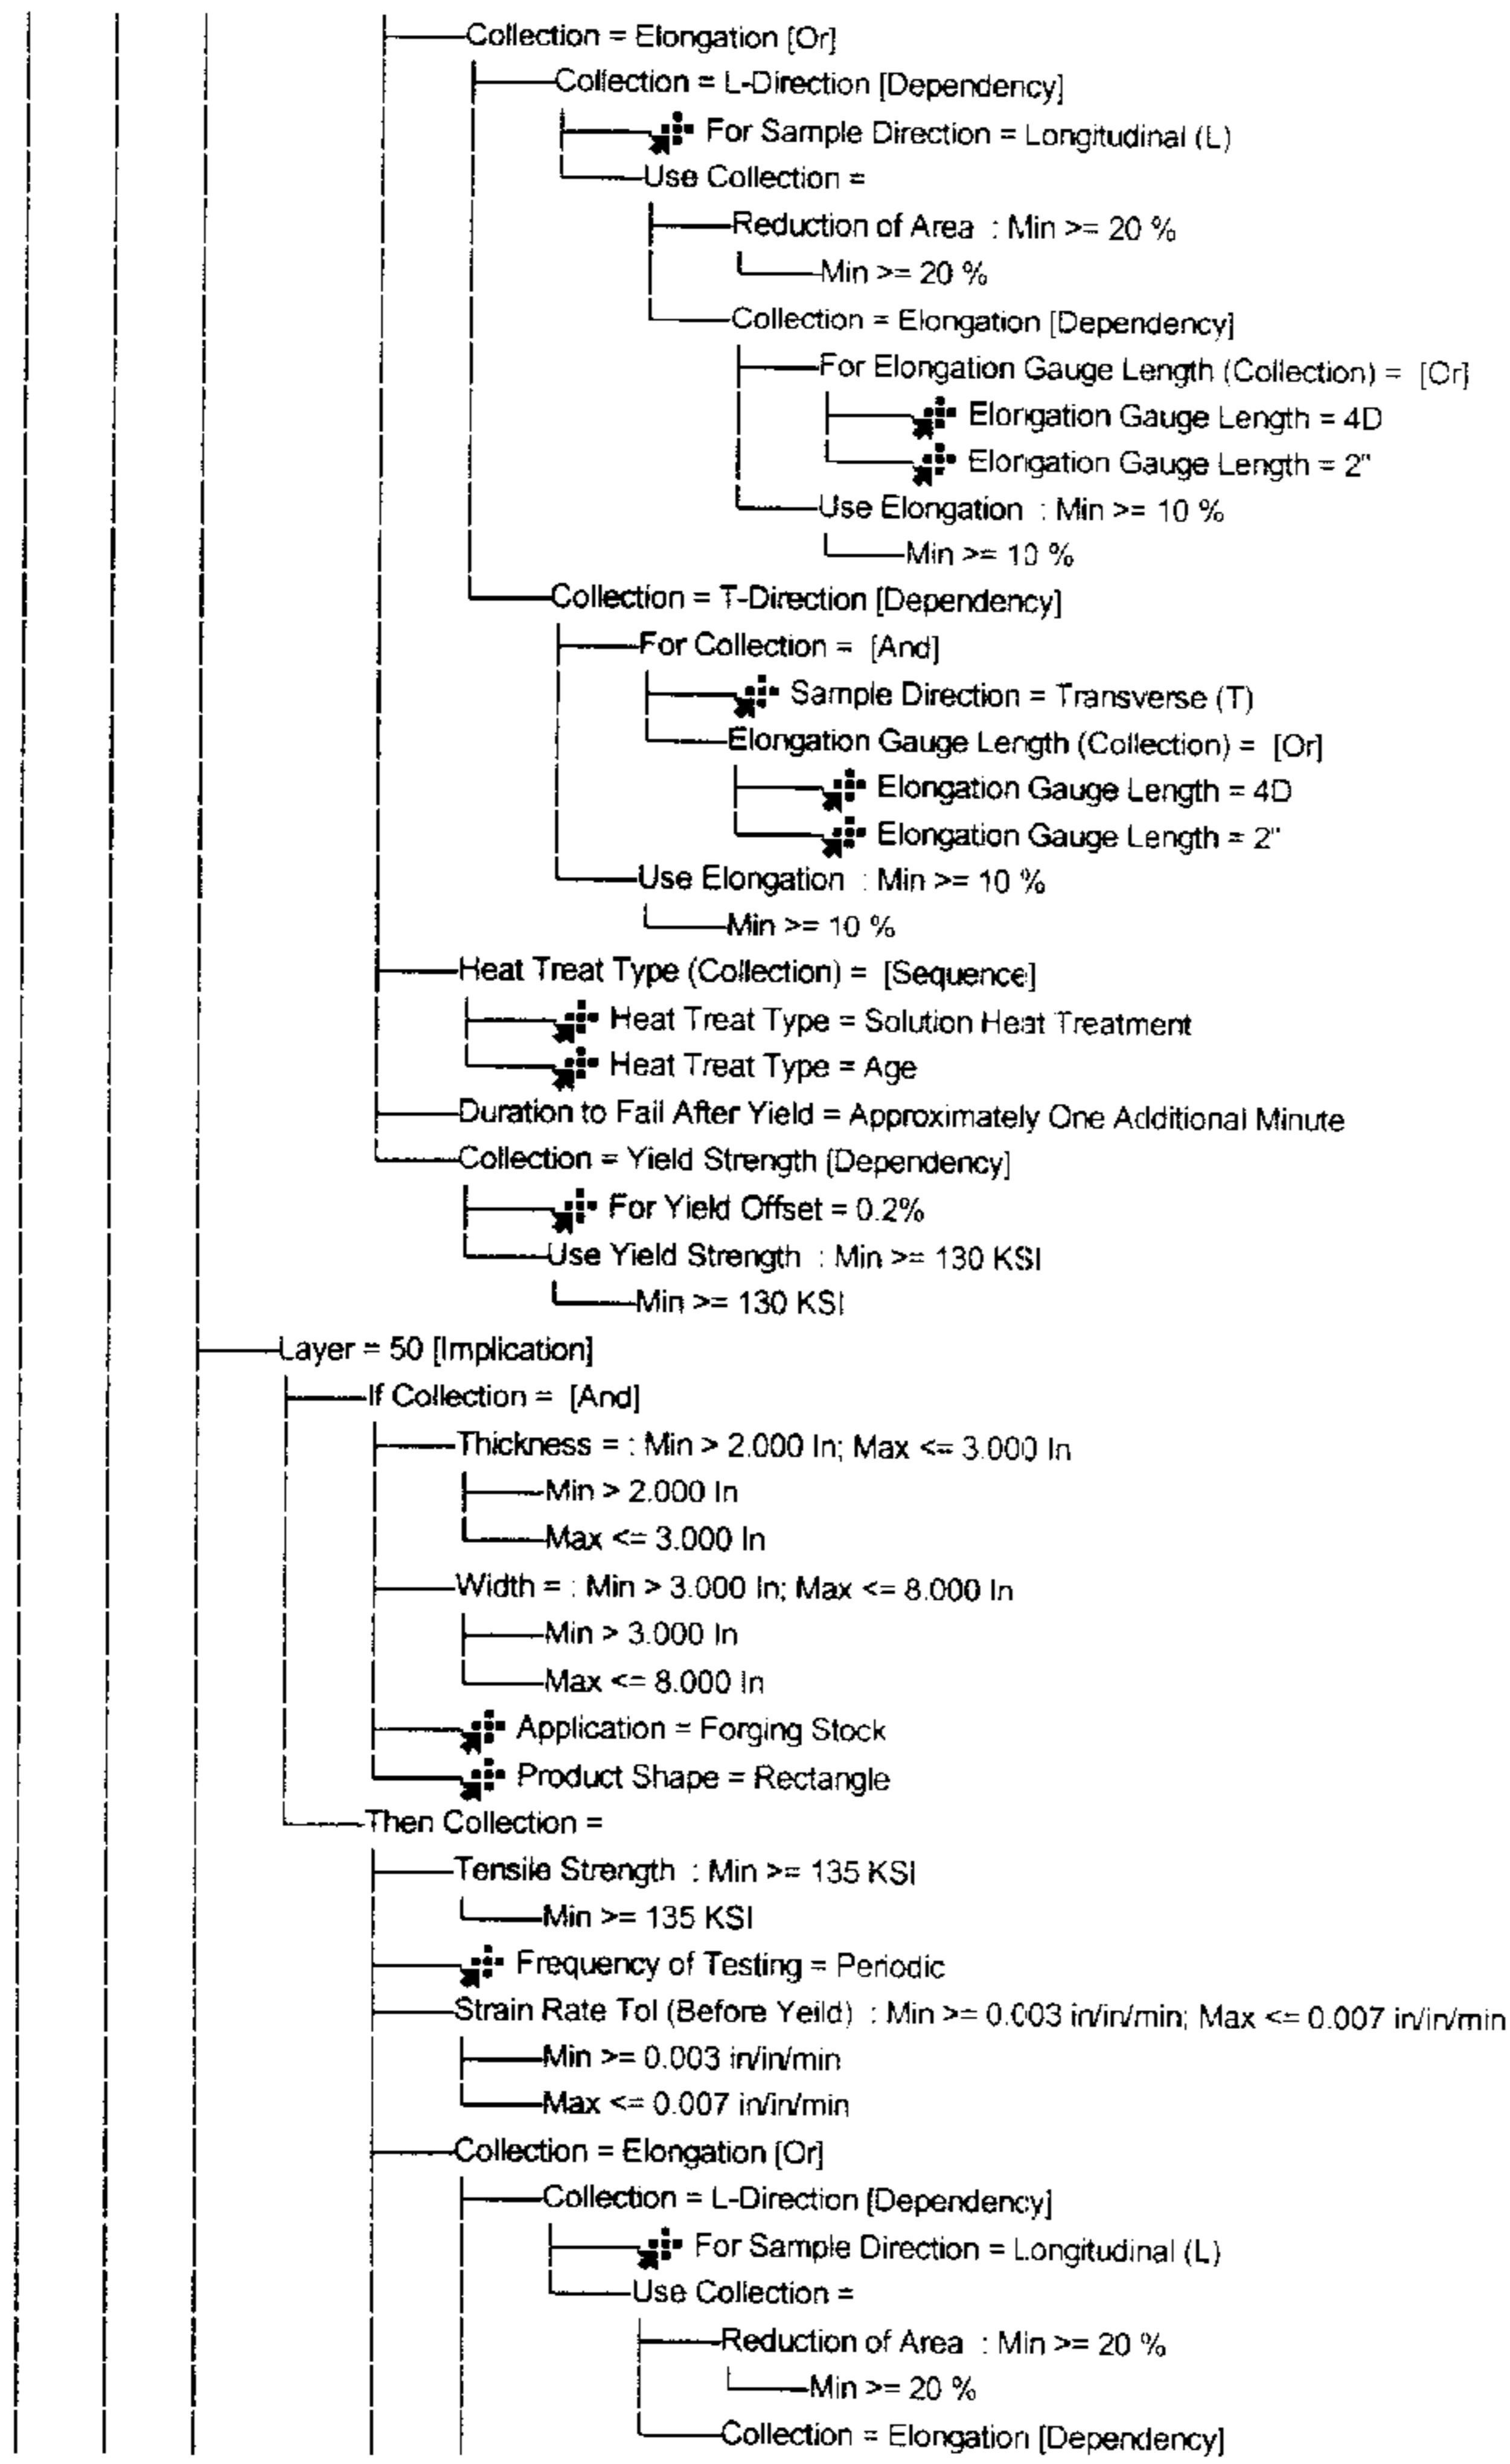 Collection = Elongation [Or]
Collection = L-Direction [Dependency]
For Sample Direction = Longitudinal (L)
Use Collection =
Reduction of Area : Min >= 20 %
Min >= 20 %
Collection = Elongation [Dependency]
For Elongation Gauge Length (Collection) = [Or]
Elongation Gauge Length = 4D
Elongation Gauge Length = 2"
Use Elongation : Min >= 10 %
Min >= 10 %
Collection = T-Direction [Dependency]
For Collection = [And]
Sample Direction = Transverse (T)
Elongation Gauge Length (Collection) = [Or]
Elongation Gauge Length = 4D
Elongation Gauge Length = 2"
Use Elongation : Min >= 10 %
Min >= 10 %
Heat Treat Type (Collection) = [Sequence]
Heat Treat Type = Solution Heat Treatment
Heat Treat Type = Age
Duration to Fail After Yield = Approximately One Additional Minute
Collection = Yield Strength [Dependency]
For Yield Offset = 0.2%
Use Yield Strength : Min >= 130 KSI
Min >= 130 KSI
Layer = 50 [Implication]
If Collection = [And]
Thickness = : Min > 2.000 In; Max <= 3.000 In
Min > 2.000 In
Max <= 3.000 In
Width = : Min > 3.000 In; Max <= 8.000 In
Min > 3.000 In
Max <= 8.000 In
Application = Forging Stock
Product Shape = Rectangle
Then Collection =
Tensile Strength : Min >= 135 KSI
Min >= 135 KSI
Frequency of Testing = Periodic
Strain Rate Tol (Before Yeild) : Min >= 0.003 in/in/min; Max <= 0.007 in/in/min
Min >= 0.003 in/in/min
Max <= 0.007 in/in/min
Collection = Elongation [Or]
Collection = L-Direction [Dependency]
For Sample Direction = Longitudinal (L)
Use Collection =
Reduction of Area : Min >= 20 %
Min >= 20 %
Collection = Elongation [Dependency]